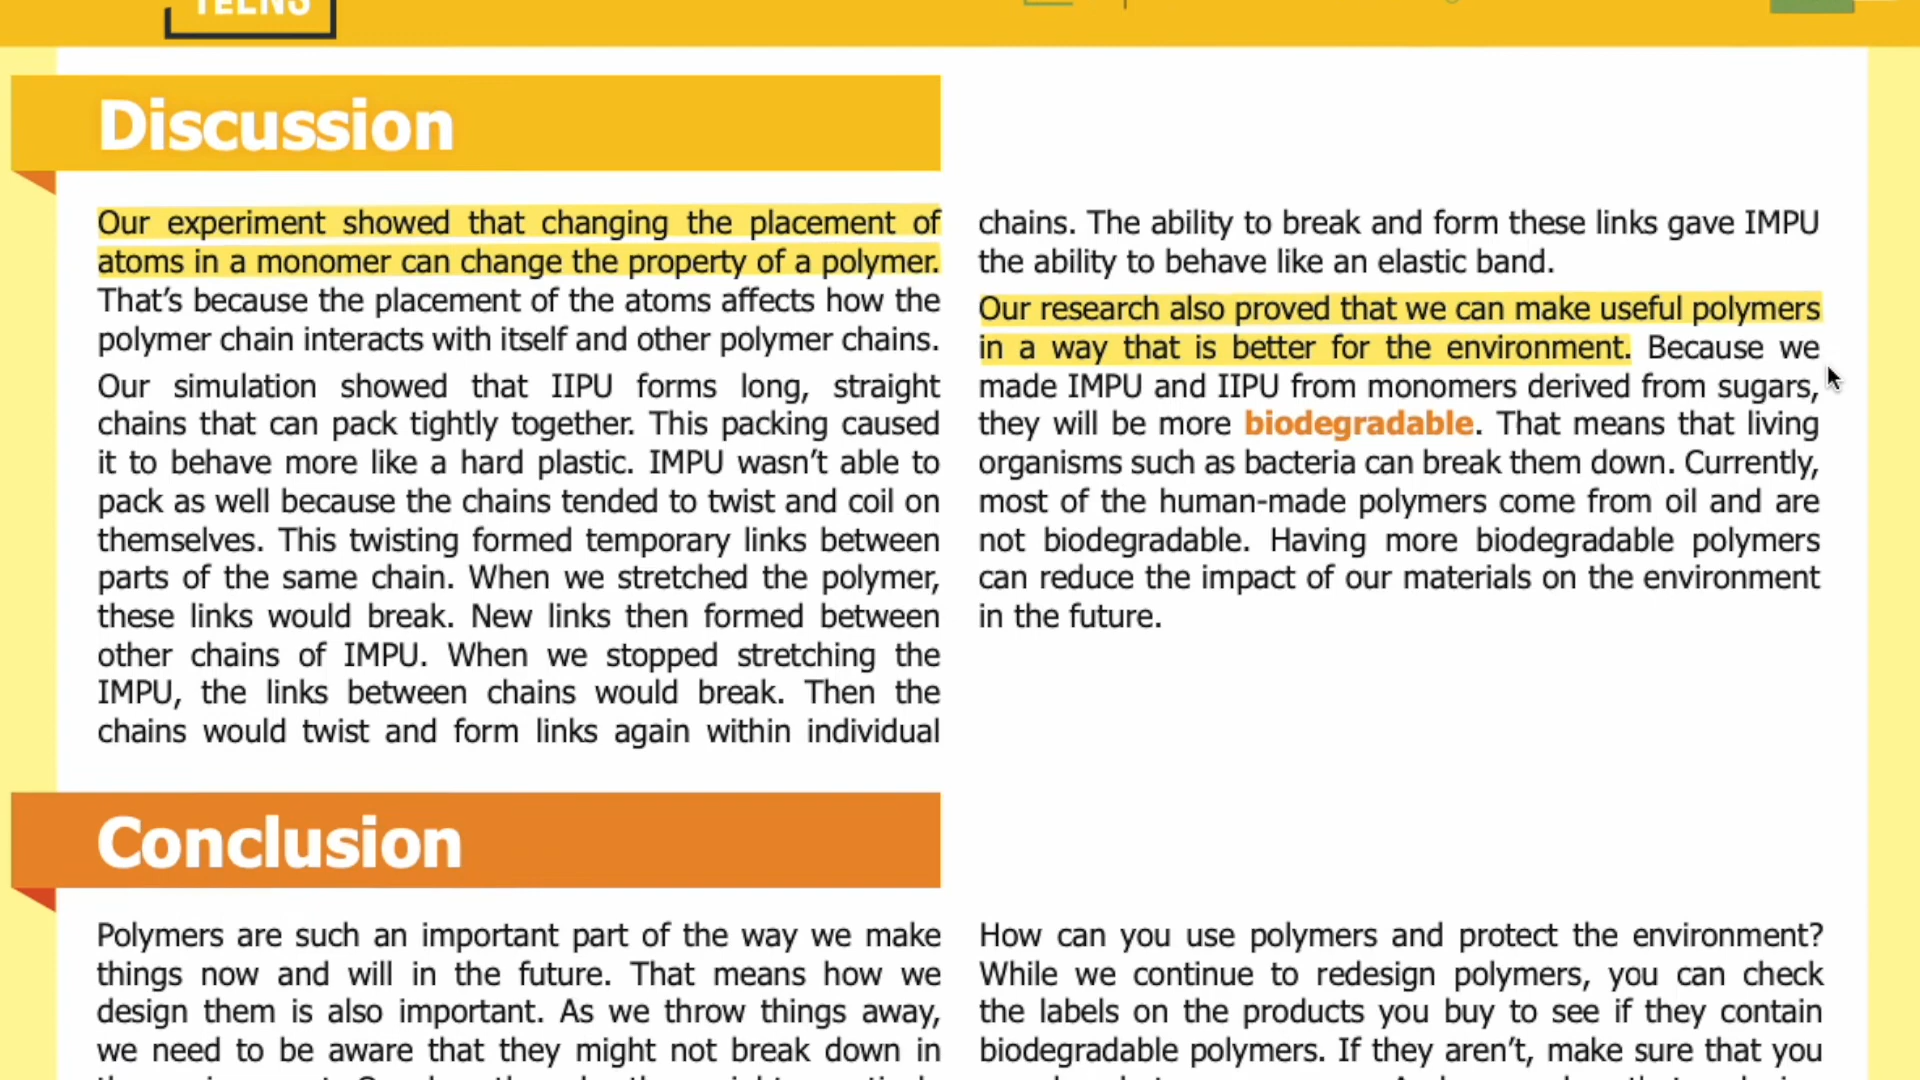 TEENS
Discussion
Our experiment showed that changing the placement of
atoms in a monomer can change the property of a polymer.
That’s because the placement of the atoms affects how the
polymer chain interacts with itself and other polymer chains.
Our simulation showed that IIPU forms long, straight
chains that can pack tightly together. This packing caused
it to behave more like a hard plastic. IMPU wasn’t able to
pack as well because the chains tended to twist and coil on
themselves. This twisting formed temporary links between
parts of the same chain. When we stretched the polymer,
these links would break. New links then formed between
other chains of IMPU. When we stopped stretching the
IMPU, the links between chains would break. Then the
chains would twist and form links again within individual
chains. The ability to break and form these links gave IMPU
the ability to behave like an elastic band.
Our research also proved that we can make useful polymers
in a way that is better for the environment. Because we
made IMPU and IIPU from monomers derived from sugars,
they will be more biodegradable. That means that living
organisms such as bacteria can break them down. Currently,
most of the human-made polymers come from oil and are
not biodegradable. Having more biodegradable polymers
can reduce the impact of our materials on the environment
in the future.
Conclusion
Polymers are such an important part of the way we make
things now and will in the future. That means how we
design them is also important. As we throw things away,
we need to be aware that they might not break down in
How can you use polymers and protect the environment?
While we continue to redesign polymers, you can check
the labels on the products you buy to see if they contain
biodegradable polymers. If they aren’t, make sure that you